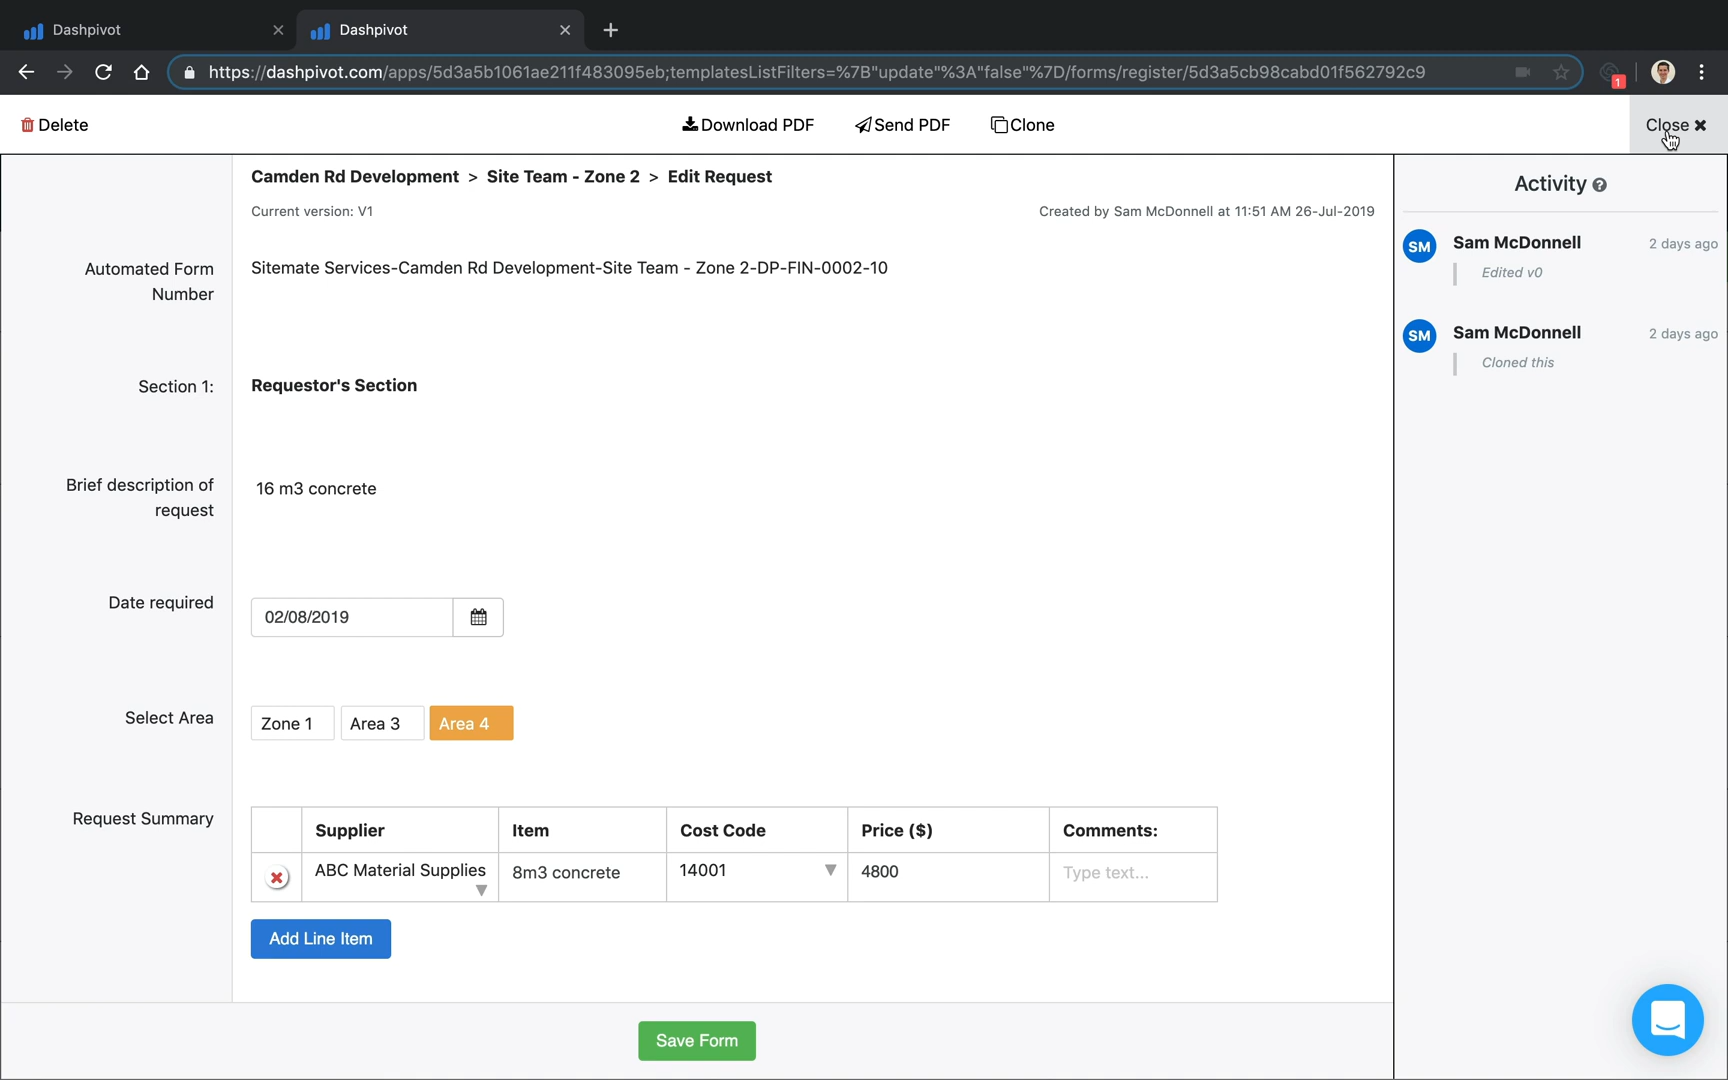 Dashpivot
Dashpivot
https://dashpivot.com/apps/5d3a5b1061ae211f483095eb;templatesListFilters=%7B"update"%3A"false"%7D/forms/register/5d3a5cb98cabd01f562792c9
1
Delete
Download PDF
Send PDF
Clone
Close
Camden Rd Development > Site Team - Zone 2 > Edit Request
Current version: V1
Created by Sam McDonnell at 11:51 AM 26-Jul-2019
Automated Form
Number
Sitemate Services-Camden Rd Development-Site Team - Zone 2-DP-FIN-0002-10
Section 1:
Requestor's Section
Brief description of
request
16 m3 concrete
Date required
02/08/2019
Select Area
Zone 1
Area 3
Area 4
Request Summary
Supplier
Item
Cost Code
Price ($)
Comments:
ABC Material Supplies
8m3 concrete
14001
4800
Type text...
Add Line Item
Save Form
Activity ?
SM
Sam McDonnell
2 days ago
Edited v0
SM
Sam McDonnell
2 days ago
Cloned this